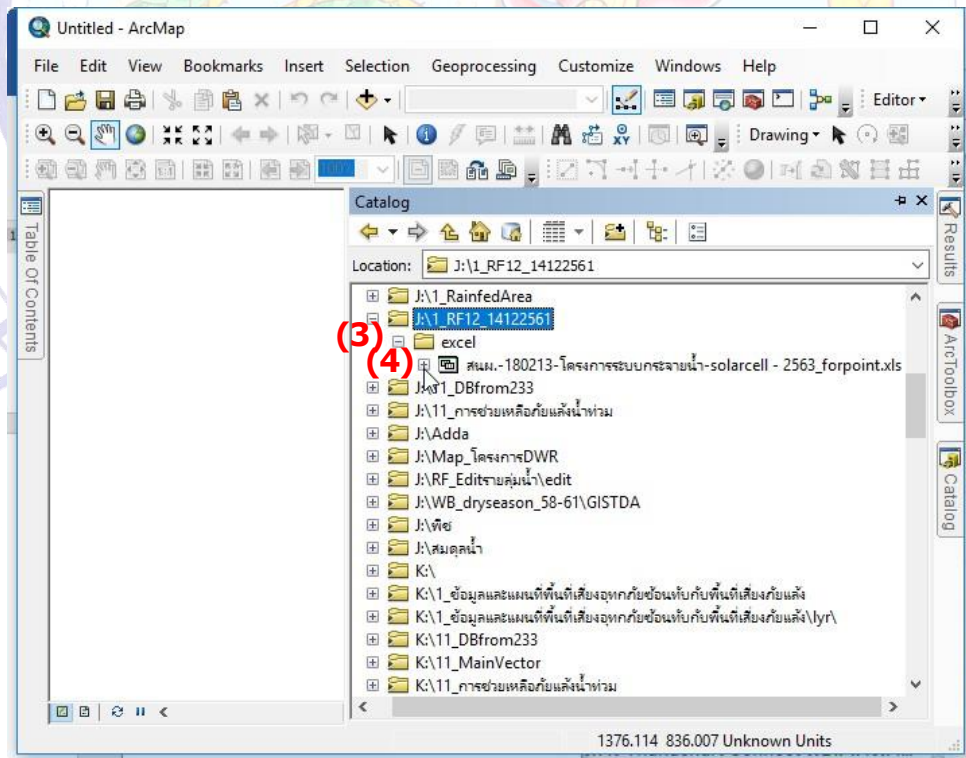 Untitled - ArcMap
File Edit View Bookmarks Insert Selection Geoprocessing Customize Windows Help
Editor
Drawing
100%
Table Of Contents
Catalog
Location: J:\1_RF12_14122561
J:\1_RainfedArea
J:\1_RF12_14122561
(3)
excel
(4)
สนผ.-180213-โครงการระบบกระจายน้ำ-solarcell - 2563_forpoint.xls
J:\11_DBfrom233
J:\11_การช่วยเหลือภัยแล้งน้ำท่วม
J:\Adda
J:\Map_โครงการDWR
J:\RF_Editรายลุ่มน้ำ\edit
J:\WB_dryseason_58-61\GISTDA
J:\พืช
J:\สมดุลน้ำ
K:\
K:\1_ข้อมูลและแผนที่พื้นที่เสี่ยงอุทกภัยซ้อนทับกับพื้นที่เสี่ยงภัยแล้ง
K:\1_ข้อมูลและแผนที่พื้นที่เสี่ยงอุทกภัยซ้อนทับกับพื้นที่เสี่ยงภัยแล้ง\lyr\
K:\11_DBfrom233
K:\11_MainVector
K:\11_การช่วยเหลือภัยแล้งน้ำท่วม
Results
ArcToolbox
Catalog
1376.114 836.007 Unknown Units